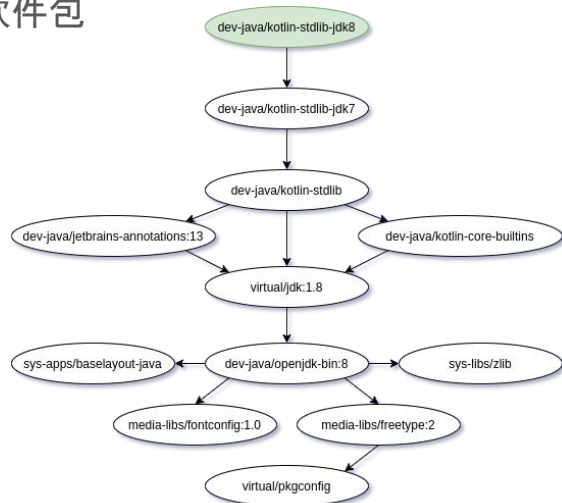 软件包
dev-java/kotlin-stdlib-jdk8
dev-java/kotlin-stdlib-jdk7
dev-java/kotlin-stdlib
dev-java/jetbrains-annotations:13
dev-java/kotlin-core-builtins
virtual/jdk:1.8
sys-apps/baselayout-java
dev-java/openjdk-bin:8
sys-libs/zlib
media-libs/fontconfig:1.0
media-libs/freetype:2
virtual/pkgconfig